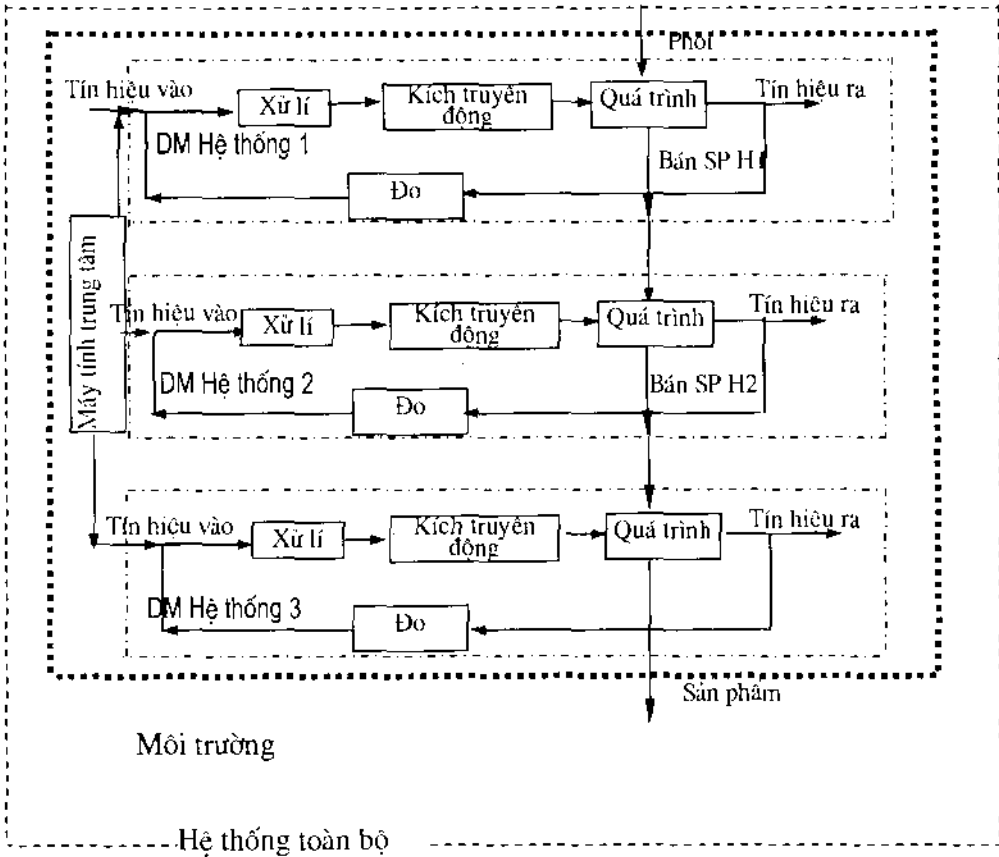 Phôi
Tín hiệu vào
Xử lí
Kích truyền
động
Quá trình
Tín hiệu ra
DM Hệ thống 1
Bán SP H1
Đo
Máy tính trung tâm
Tín hiệu vào
Xử lí
Kích truyền
động
Quá trình
Tín hiệu ra
DM Hệ thống 2
Bán SP H2
Đo
Tín hiệu vào
Xử lí
Kích truyền
động
Quá trình
Tín hiệu ra
DM Hệ thống 3
Đo
Sản phẩm
Môi trường
Hệ thống toàn bộ